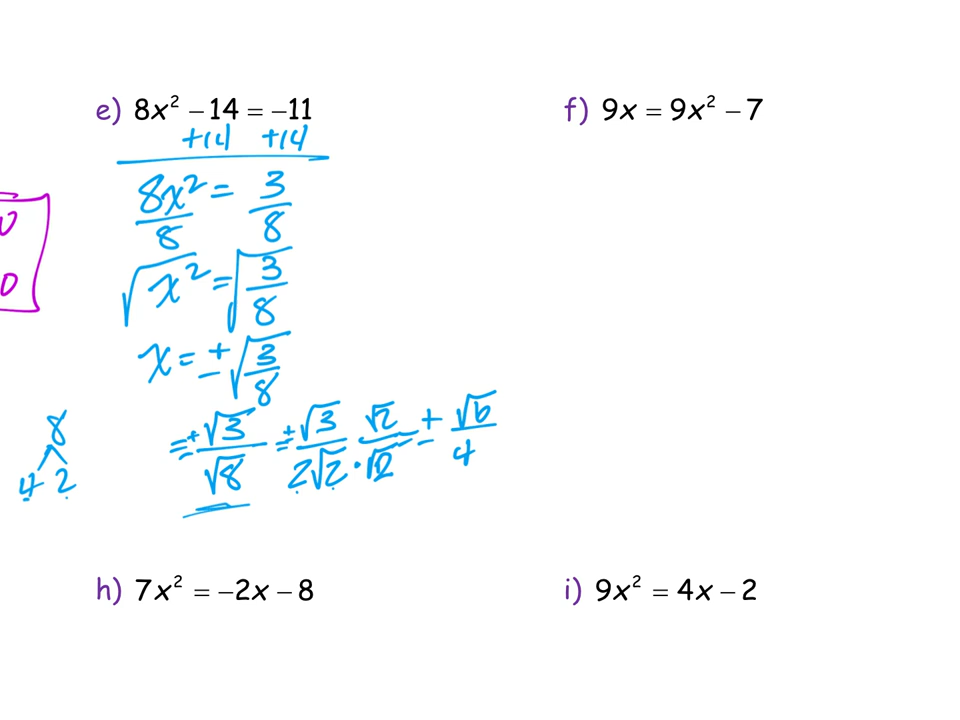 e) 8x² − 14 = −11
+14 +14
8x²/8 = 3/8
√x² = √3/8
x = ± √3/8
= ± √3/√8 = ± √3/2√2 · √2/√2 = ± √6/4
8
4 2
0
f) 9x = 9x² − 7
h) 7x² = −2x − 8
i) 9x² = 4x − 2